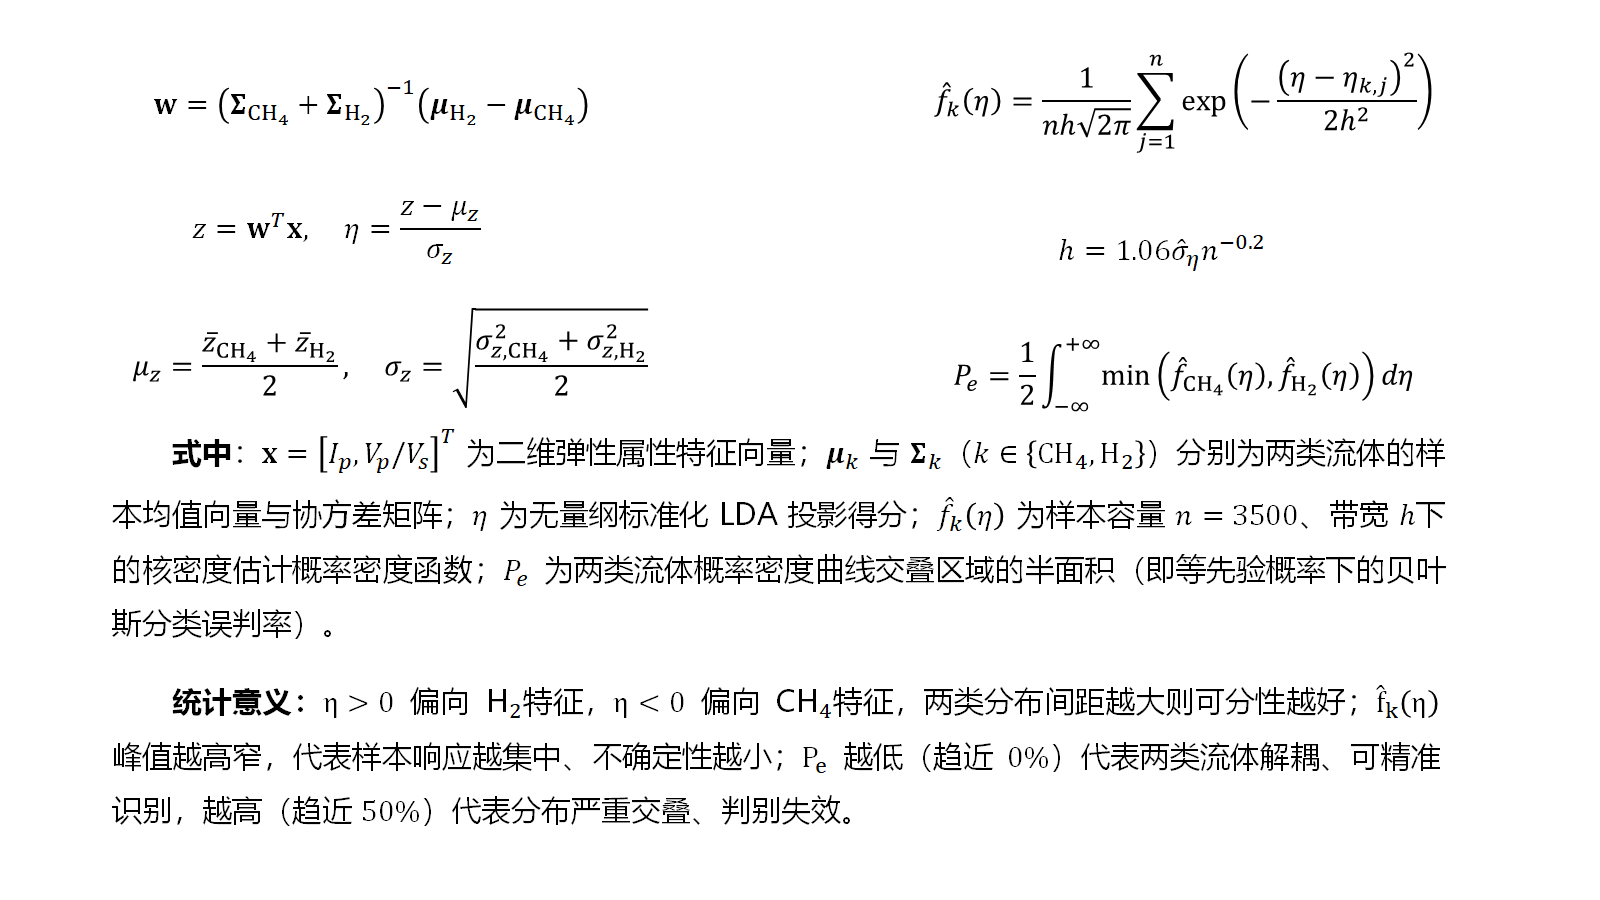 w = (Σ_CH₄ + Σ_H₂)⁻¹(μ_H₂ − μ_CH₄)
z = wᵀx, η = (z − μ_z)/σ_z
μ_z = (z̄_CH₄ + z̄_H₂)/2, σ_z = √((σ²_z,CH₄ + σ²_z,H₂)/2)
f̂_k(η) = 1/(nh√(2π)) ∑_{j=1}^{n} exp(−(η − η_{k,j})²/(2h²))
h = 1.06σ̂_η n^{−0.2}
P_e = 1/2 ∫_{−∞}^{+∞} min(f̂_CH₄(η), f̂_H₂(η)) dη
式中：x = [I_p, V_p/V_s]ᵀ 为二维弹性属性特征向量；μ_k 与 Σ_k（k ∈ {CH₄, H₂}）分别为两类流体的样
本均值向量与协方差矩阵；η 为无量纲标准化 LDA 投影得分；f̂_k(η) 为样本容量 n = 3500、带宽 h下
的核密度估计概率密度函数；P_e 为两类流体概率密度曲线交叠区域的半面积（即等先验概率下的贝叶
斯分类误判率）。
统计意义：η > 0 偏向 H₂特征，η < 0 偏向 CH₄特征，两类分布间距越大则可分性越好；f̂_k(η)
峰值越高窄，代表样本响应越集中、不确定性越小；P_e 越低（趋近 0%）代表两类流体解耦、可精准
识别，越高（趋近 50%）代表分布严重交叠、判别失效。